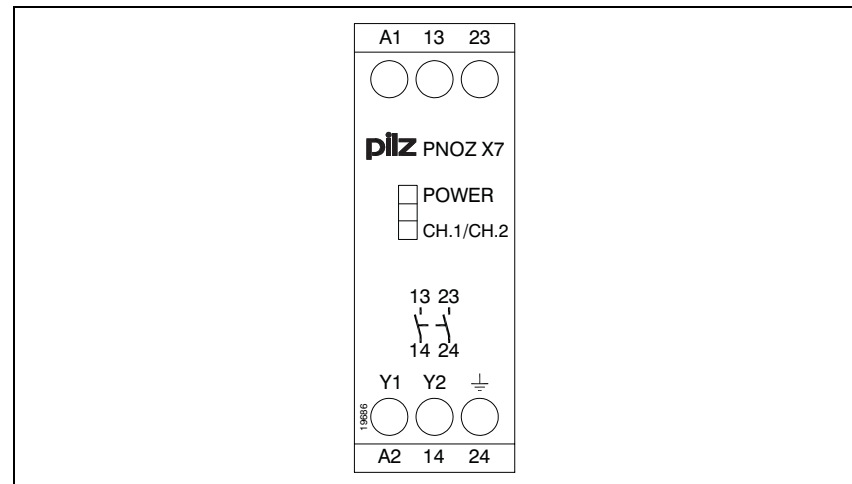 A1 13 23
pilz PNOZ X7
POWER
CH.1/CH.2
13 23
14 24
Y1 Y2
19686
A2 14 24